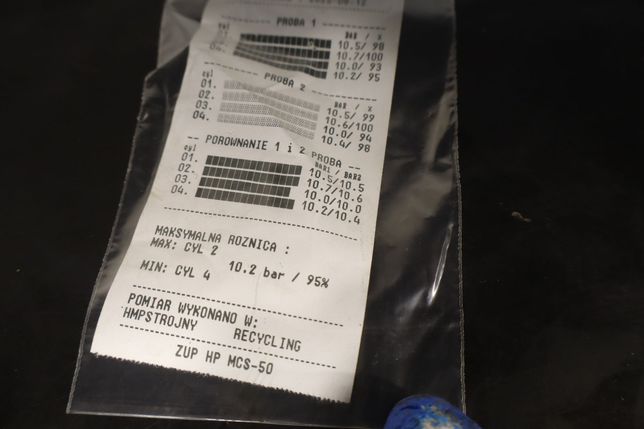 PROBA 1
cyl BAR / %
10.5/ 98
10.7/100
10.0/ 93
04. 10.2/ 95
PROBA 2
cyl BAR / %
01. 10.5/ 99
02. 10.6/100
03. 10.0/ 94
04. 10.4/ 98
-- POROWNANIE 1 i 2 PROBA --
cyl BAR1 / BAR2
01. 10.5/10.5
02. 10.7/10.6
03. 10.0/10.0
04. 10.2/10.4
MAKSYMALNA ROZNICA :
MAX: CYL 2
10.2 bar / 95%
MIN: CYL 4
POMIAR WYKONANO W:
HMPSTROJNY RECYCLING
ZUP HP MCS-50